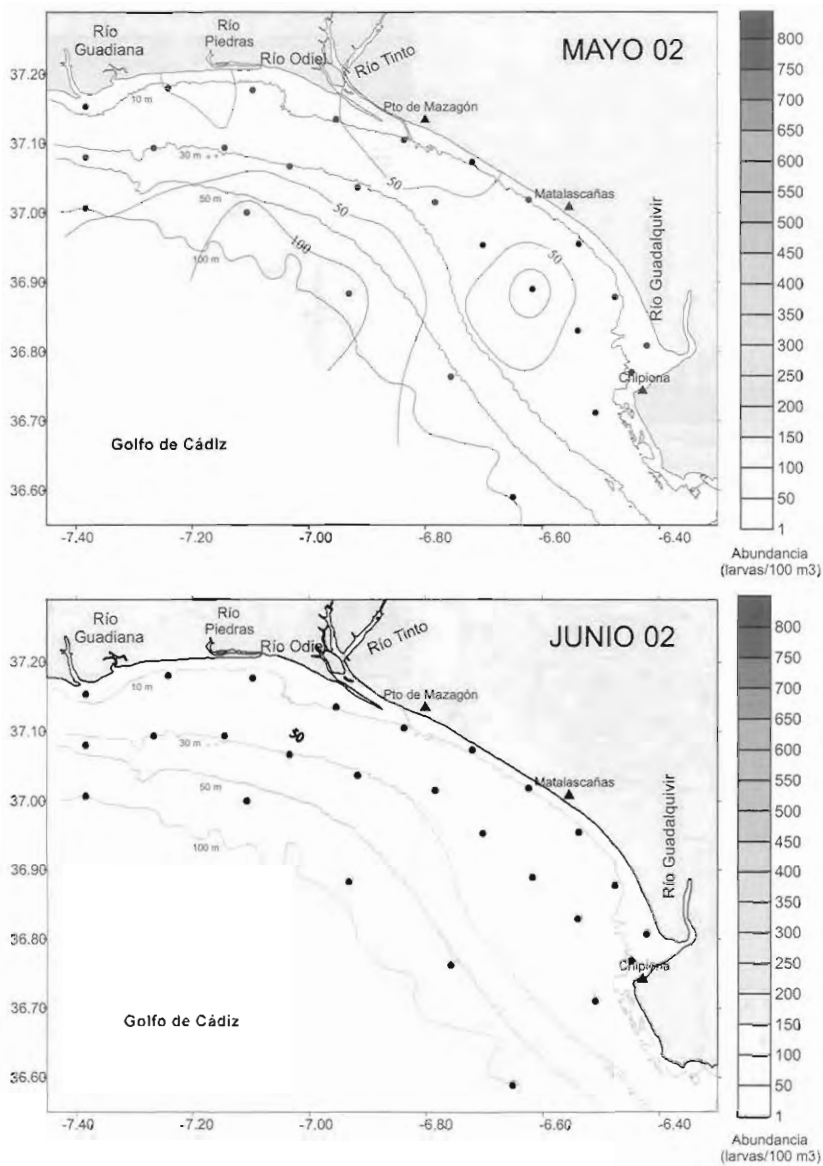 MAYO 02
Río
Guadiana
Río
Piedras
Río Odiel
Río Tinto
Pto de Mazagón
Matalascañas
Río Guadalquivir
Chipiona
10 m
30 m
50 m
100 m
50
50
100
50
Golfo de Cádiz
37.20
37.10
37.00
36.90
36.80
36.70
36.60
-7.40
-7.20
-7.00
-6.80
-6.60
-6.40
800
750
700
650
600
550
500
450
400
350
300
250
200
150
100
50
1
Abundancia
(larvas/100 m3)
JUNIO 02
Río
Guadiana
Río
Piedras
Río Odiel
Río Tinto
Pto de Mazagón
Matalascañas
Río Guadalquivir
Chipiona
10 m
30 m
50 m
100 m
50
Golfo de Cádiz
37.20
37.10
37.00
36.90
36.80
36.70
36.60
-7.40
-7.20
-7.00
-6.80
-6.60
-6.40
800
750
700
650
600
550
500
450
400
350
300
250
200
150
100
50
1
Abundancia
(larvas/100 m3)